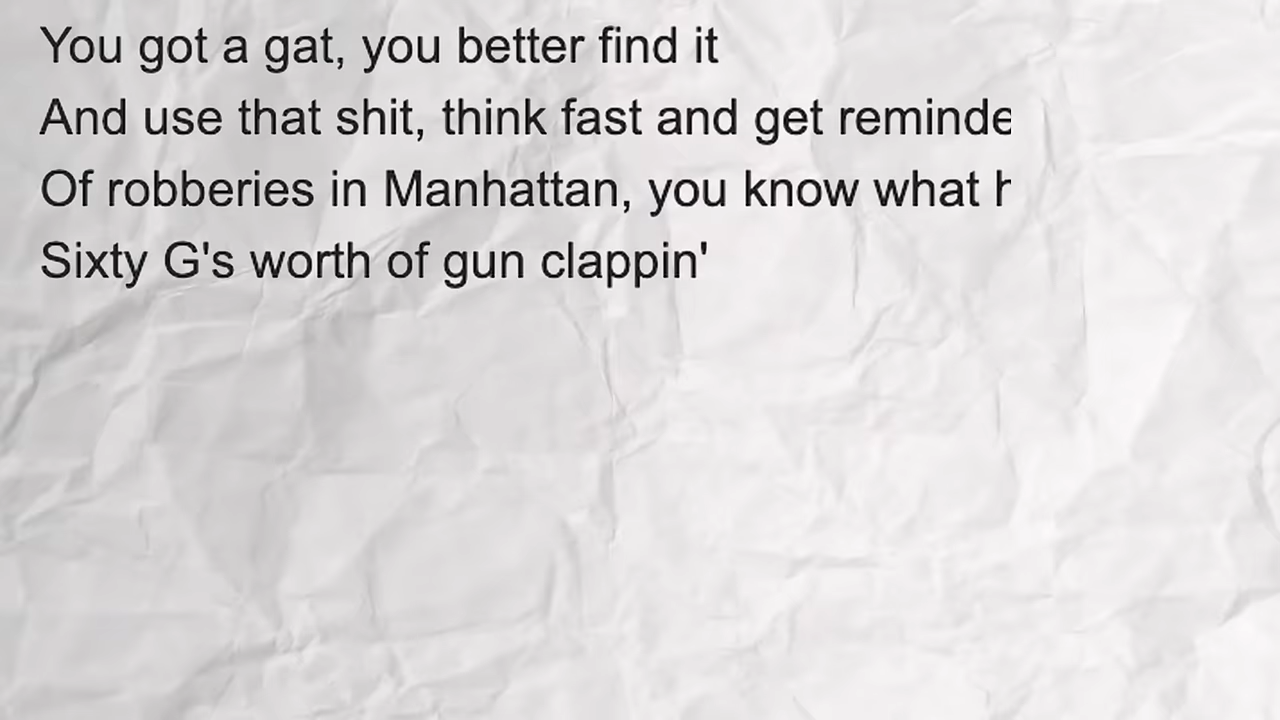 You got a gat, you better find it
And use that shit, think fast and get reminde
Of robberies in Manhattan, you know what
Sixty G's worth of gun clappin'